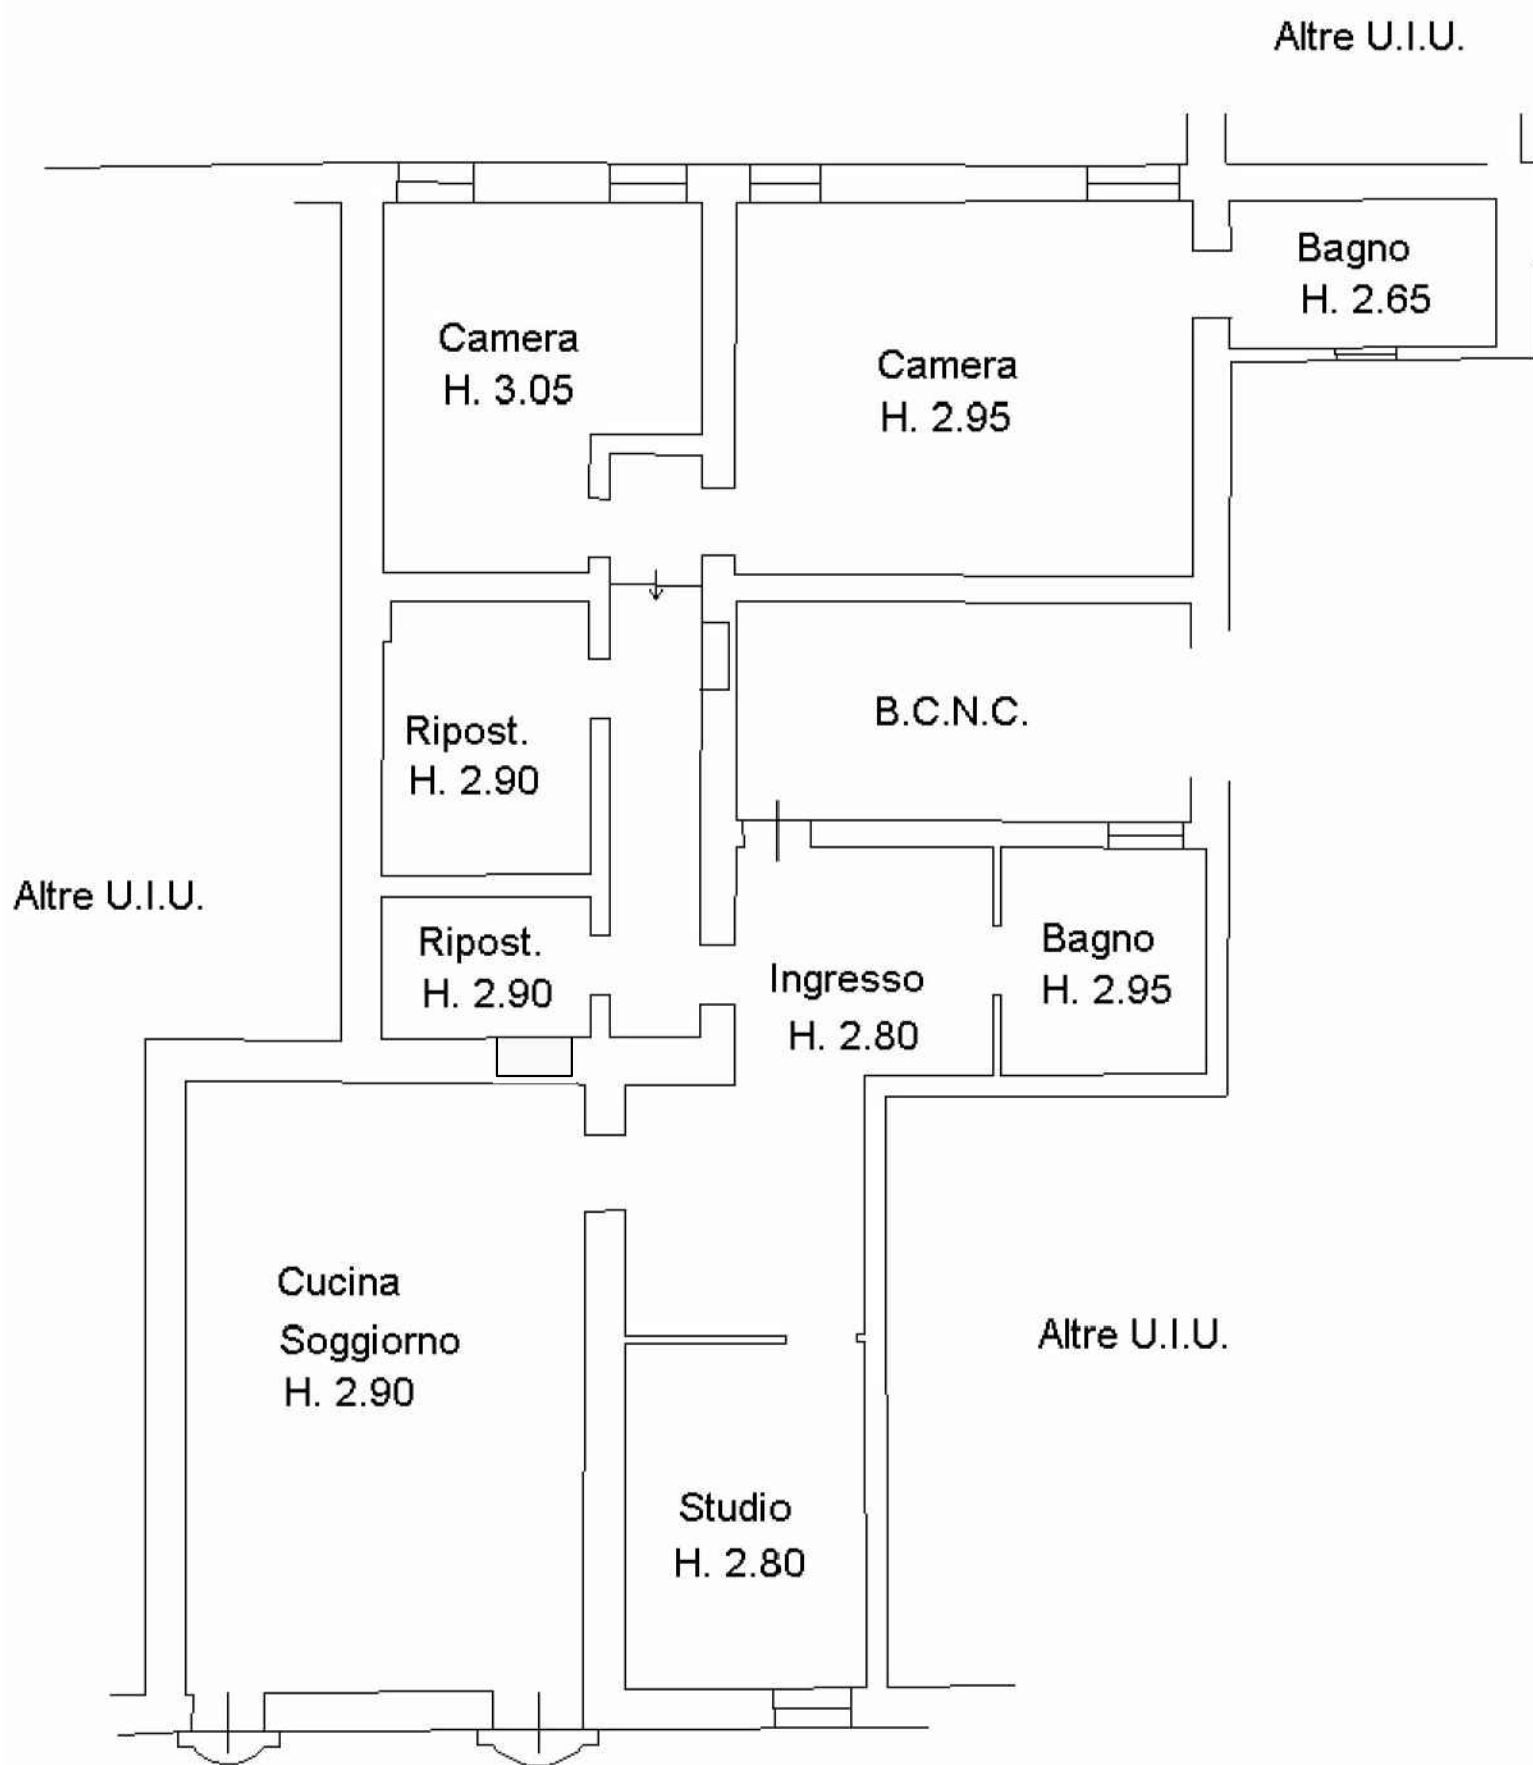 Altre U.I.U.
Bagno
H. 2.65
Camera
H. 3.05
Camera
H. 2.95
Ripost.
H. 2.90
B.C.N.C.
Altre U.I.U.
Ripost.
H. 2.90
Ingresso
H. 2.80
Bagno
H. 2.95
Cucina
Soggiorno
H. 2.90
Altre U.I.U.
Studio
H. 2.80